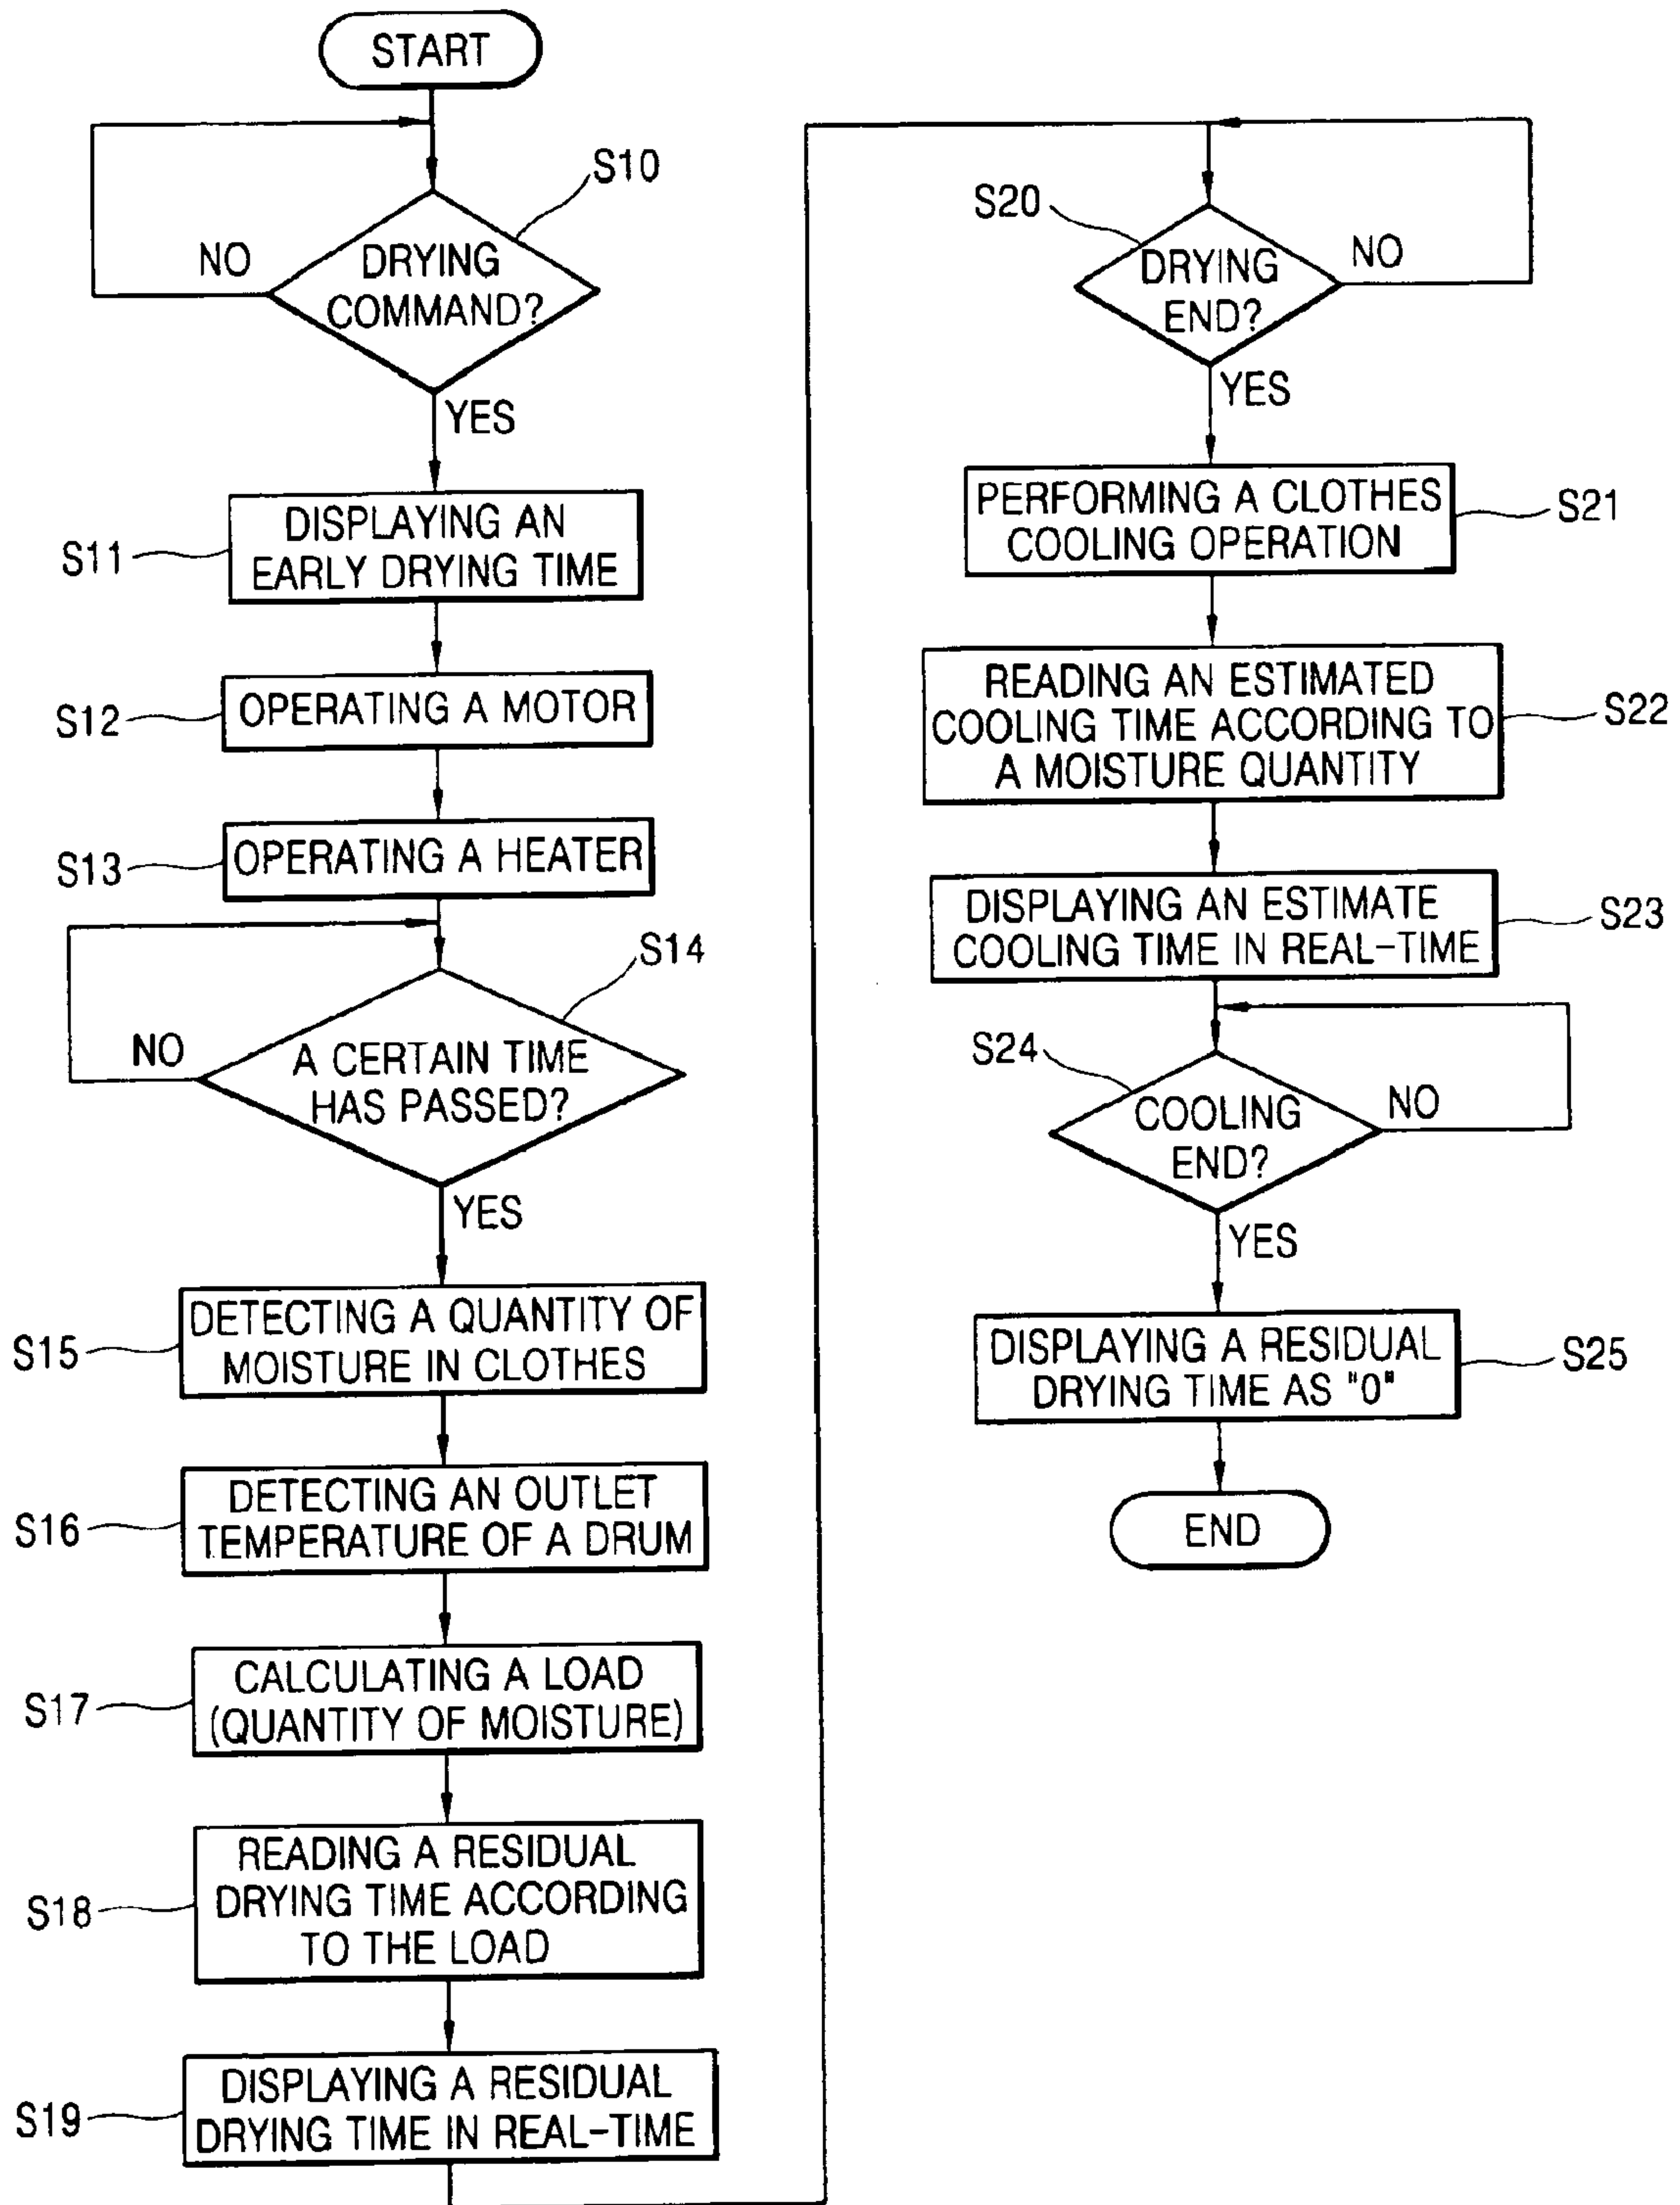 START
S10
NO
DRYING
COMMAND?
YES
S11
DISPLAYING AN
EARLY DRYING TIME
S12
OPERATING A MOTOR
S13
OPERATING A HEATER
S14
NO
A CERTAIN TIME
HAS PASSED?
YES
S15
DETECTING A QUANTITY OF
MOISTURE IN CLOTHES
S16
DETECTING AN OUTLET
TEMPERATURE OF A DRUM
S17
CALCULATING A LOAD
(QUANTITY OF MOISTURE)
S18
READING A RESIDUAL
DRYING TIME ACCORDING
TO THE LOAD
S19
DISPLAYING A RESIDUAL
DRYING TIME IN REAL-TIME
S20
DRYING
END?
NO
YES
PERFORMING A CLOTHES
COOLING OPERATION
S21
READING AN ESTIMATED
COOLING TIME ACCORDING TO
A MOISTURE QUANTITY
S22
DISPLAYING AN ESTIMATE
COOLING TIME IN REAL-TIME
S23
S24
COOLING
END?
NO
YES
DISPLAYING A RESIDUAL
DRYING TIME AS "0"
S25
END